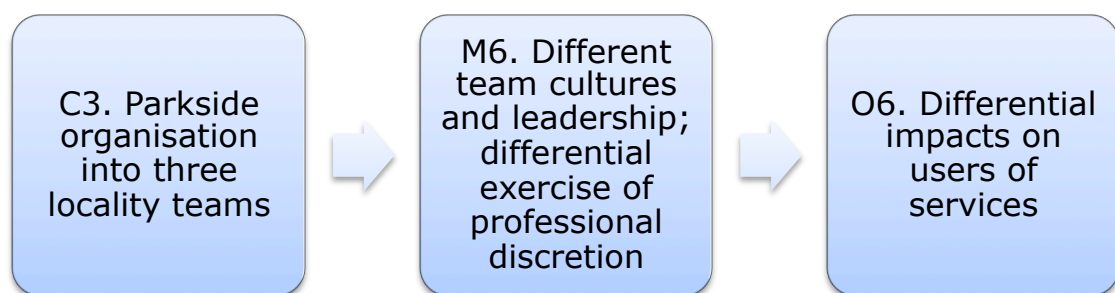 C3. Parkside
organisation
into three
locality teams
M6. Different
team cultures
and leadership;
differential
exercise of
professional
discretion
O6. Differential
impacts on
users of
services